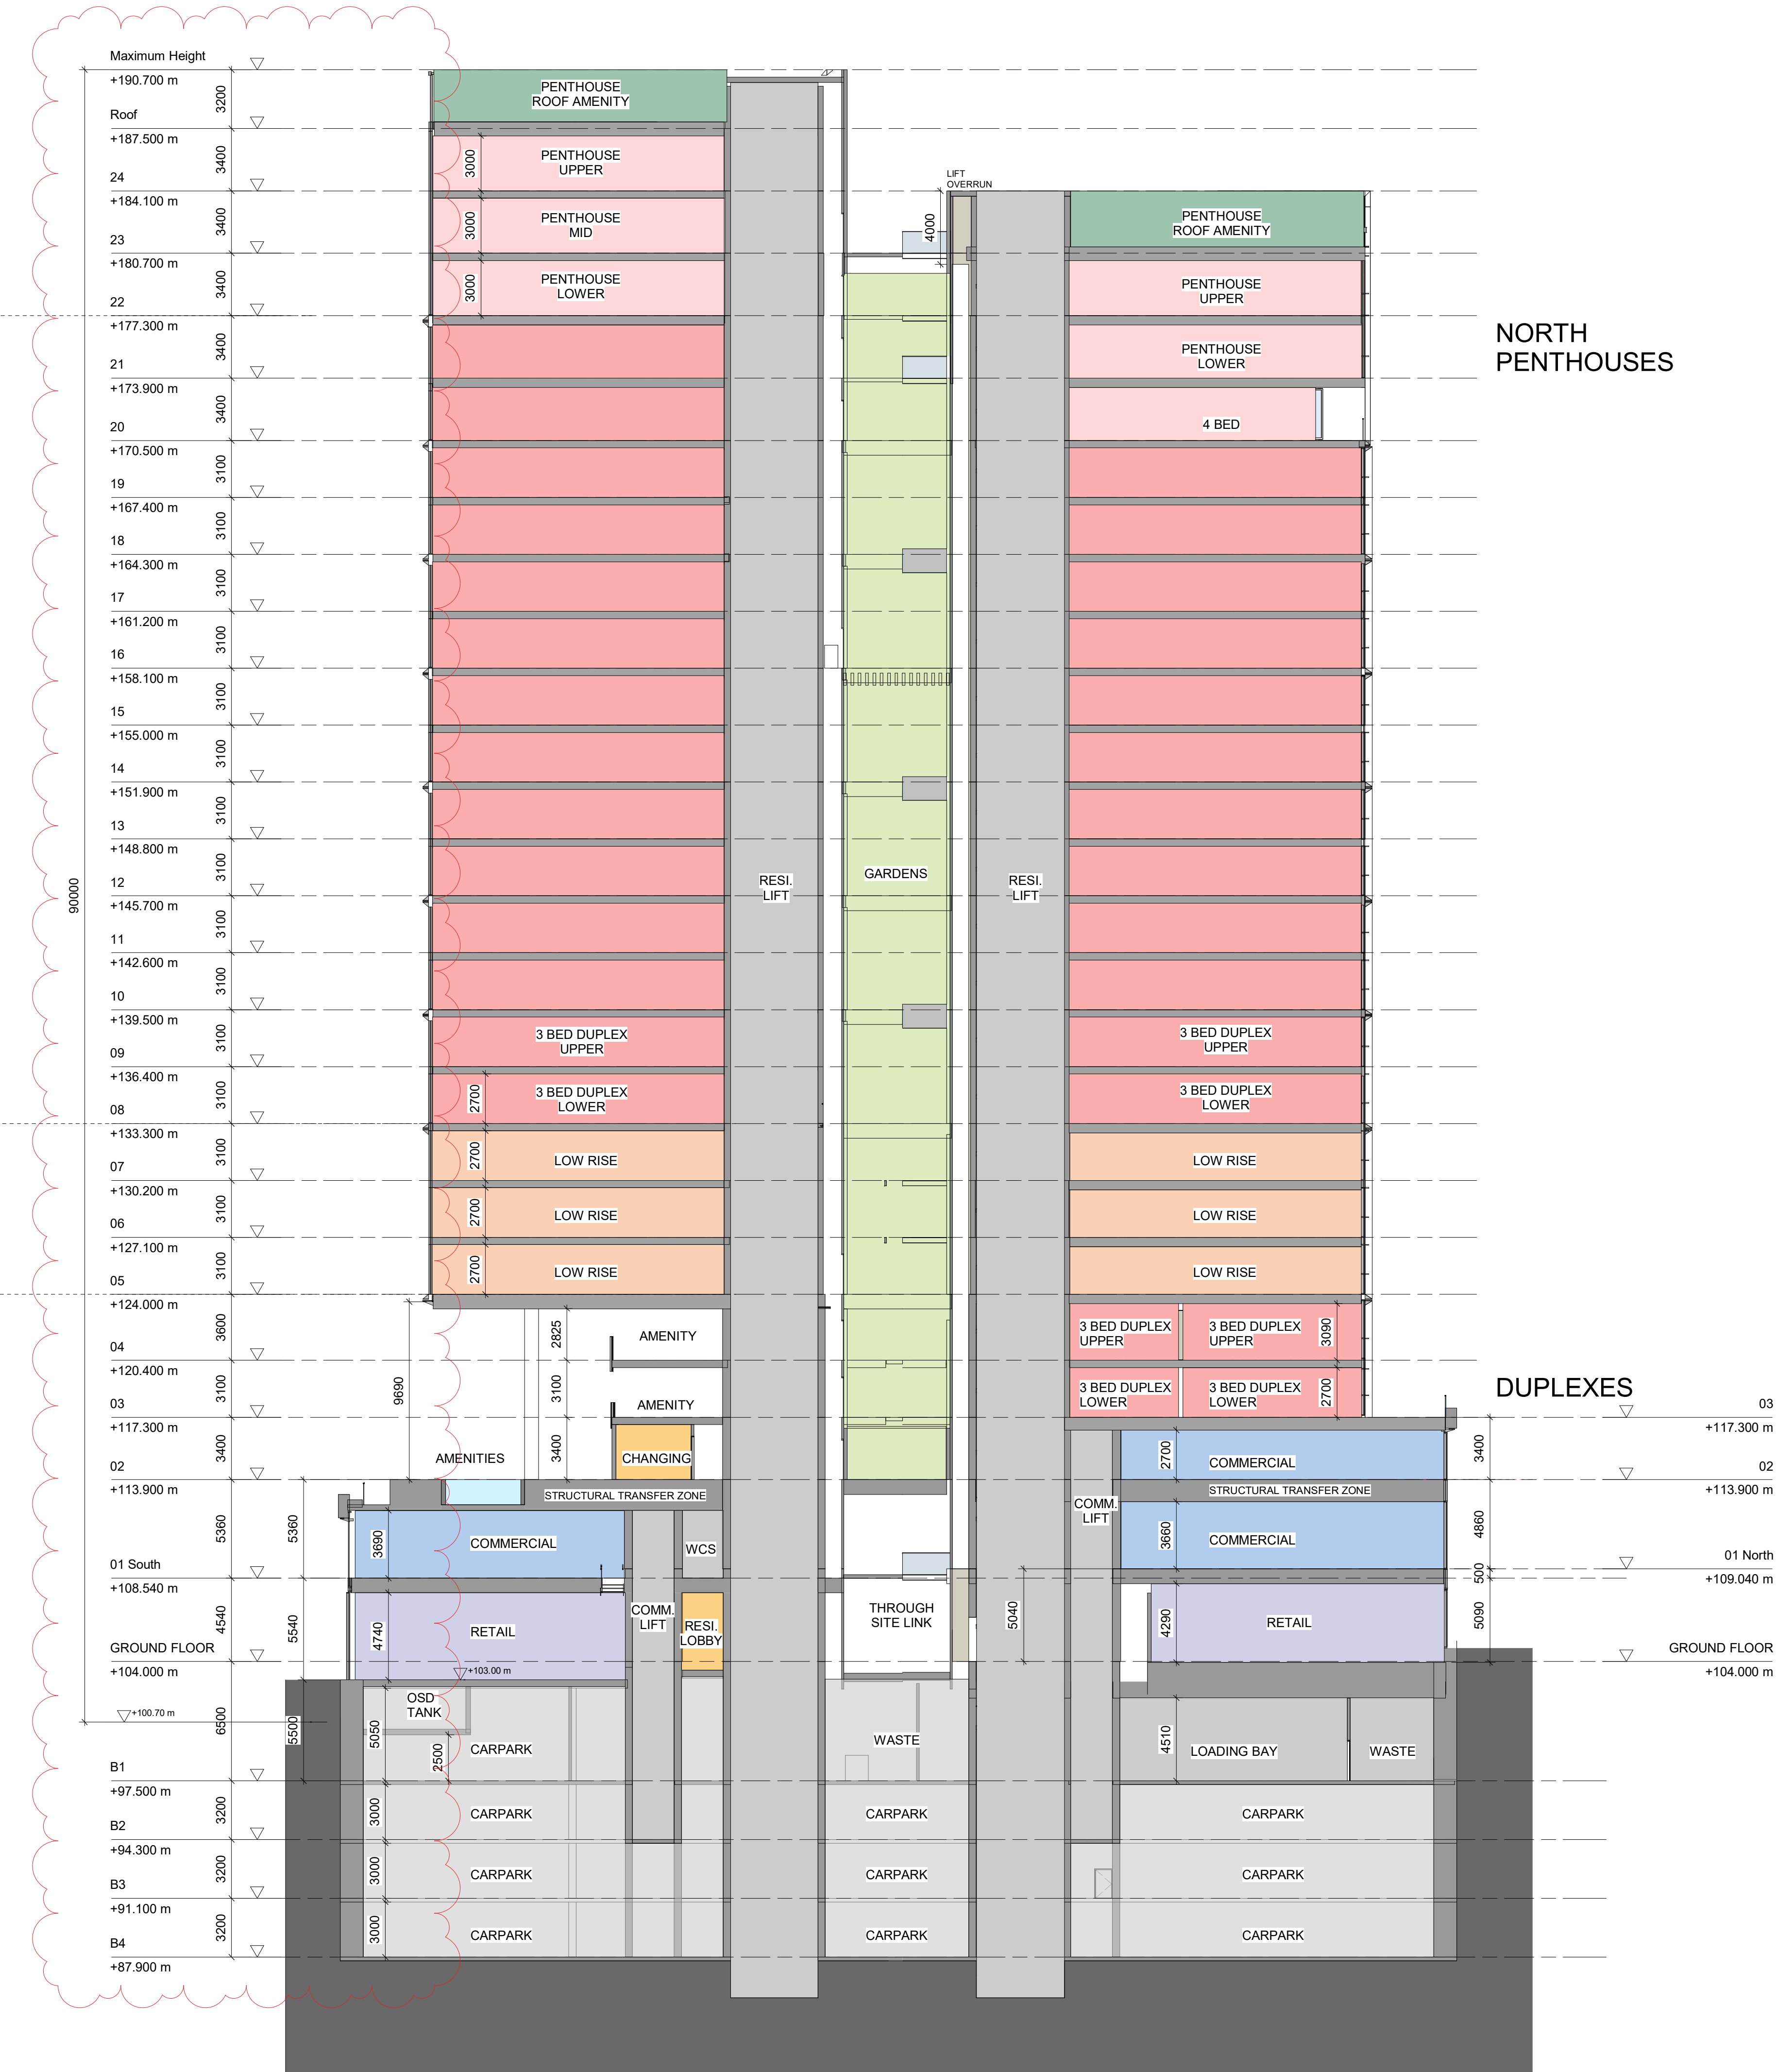 Maximum Height
+190.700 m
3200
Roof
+187.500 m
3400
24
+184.100 m
3400
23
+180.700 m
3400
22
+177.300 m
3400
21
+173.900 m
3400
20
+170.500 m
3100
19
+167.400 m
3100
18
+164.300 m
3100
17
+161.200 m
3100
16
+158.100 m
3100
15
+155.000 m
3100
14
+151.900 m
3100
13
+148.800 m
3100
12
+145.700 m
3100
11
+142.600 m
3100
10
+139.500 m
3100
09
+136.400 m
3100
08
+133.300 m
3100
07
+130.200 m
3100
06
+127.100 m
3100
05
+124.000 m
3600
04
+120.400 m
3100
03
+117.300 m
3400
02
+113.900 m
5360
01 South
+108.540 m
4540
GROUND FLOOR
+104.000 m
6500
+100.70 m
B1
+97.500 m
3200
B2
+94.300 m
3200
B3
+91.100 m
3200
B4
+87.900 m
90000
5360
5540
5500
PENTHOUSE
ROOF AMENITY
3000
PENTHOUSE
UPPER
3000
PENTHOUSE
MID
3000
PENTHOUSE
LOWER
3 BED DUPLEX
UPPER
2700
3 BED DUPLEX
LOWER
2700
LOW RISE
2700
LOW RISE
2700
LOW RISE
9690
2825
AMENITY
3100
AMENITY
3400
AMENITIES
CHANGING
STRUCTURAL TRANSFER ZONE
3690
COMMERCIAL
WCS
4740
RETAIL
COMM.
LIFT
RESI.
LOBBY
+103.00 m
OSD
TANK
5050
2500
CARPARK
3000
CARPARK
3000
CARPARK
3000
CARPARK
RESI.
LIFT
GARDENS
RESI.
LIFT
LIFT
OVERRUN
4000
THROUGH
SITE LINK
5040
WASTE
CARPARK
CARPARK
CARPARK
PENTHOUSE
ROOF AMENITY
PENTHOUSE
UPPER
PENTHOUSE
LOWER
4 BED
3 BED DUPLEX
UPPER
3 BED DUPLEX
LOWER
LOW RISE
LOW RISE
LOW RISE
3 BED DUPLEX
UPPER
3 BED DUPLEX
UPPER
3090
3 BED DUPLEX
LOWER
3 BED DUPLEX
LOWER
2700
2700
COMMERCIAL
STRUCTURAL TRANSFER ZONE
COMM.
LIFT
3660
COMMERCIAL
4290
RETAIL
4510
LOADING BAY
WASTE
CARPARK
CARPARK
CARPARK
NORTH
PENTHOUSES
DUPLEXES
03
+117.300 m
3400
02
+113.900 m
4860
01 North
+109.040 m
500
5090
GROUND FLOOR
+104.000 m